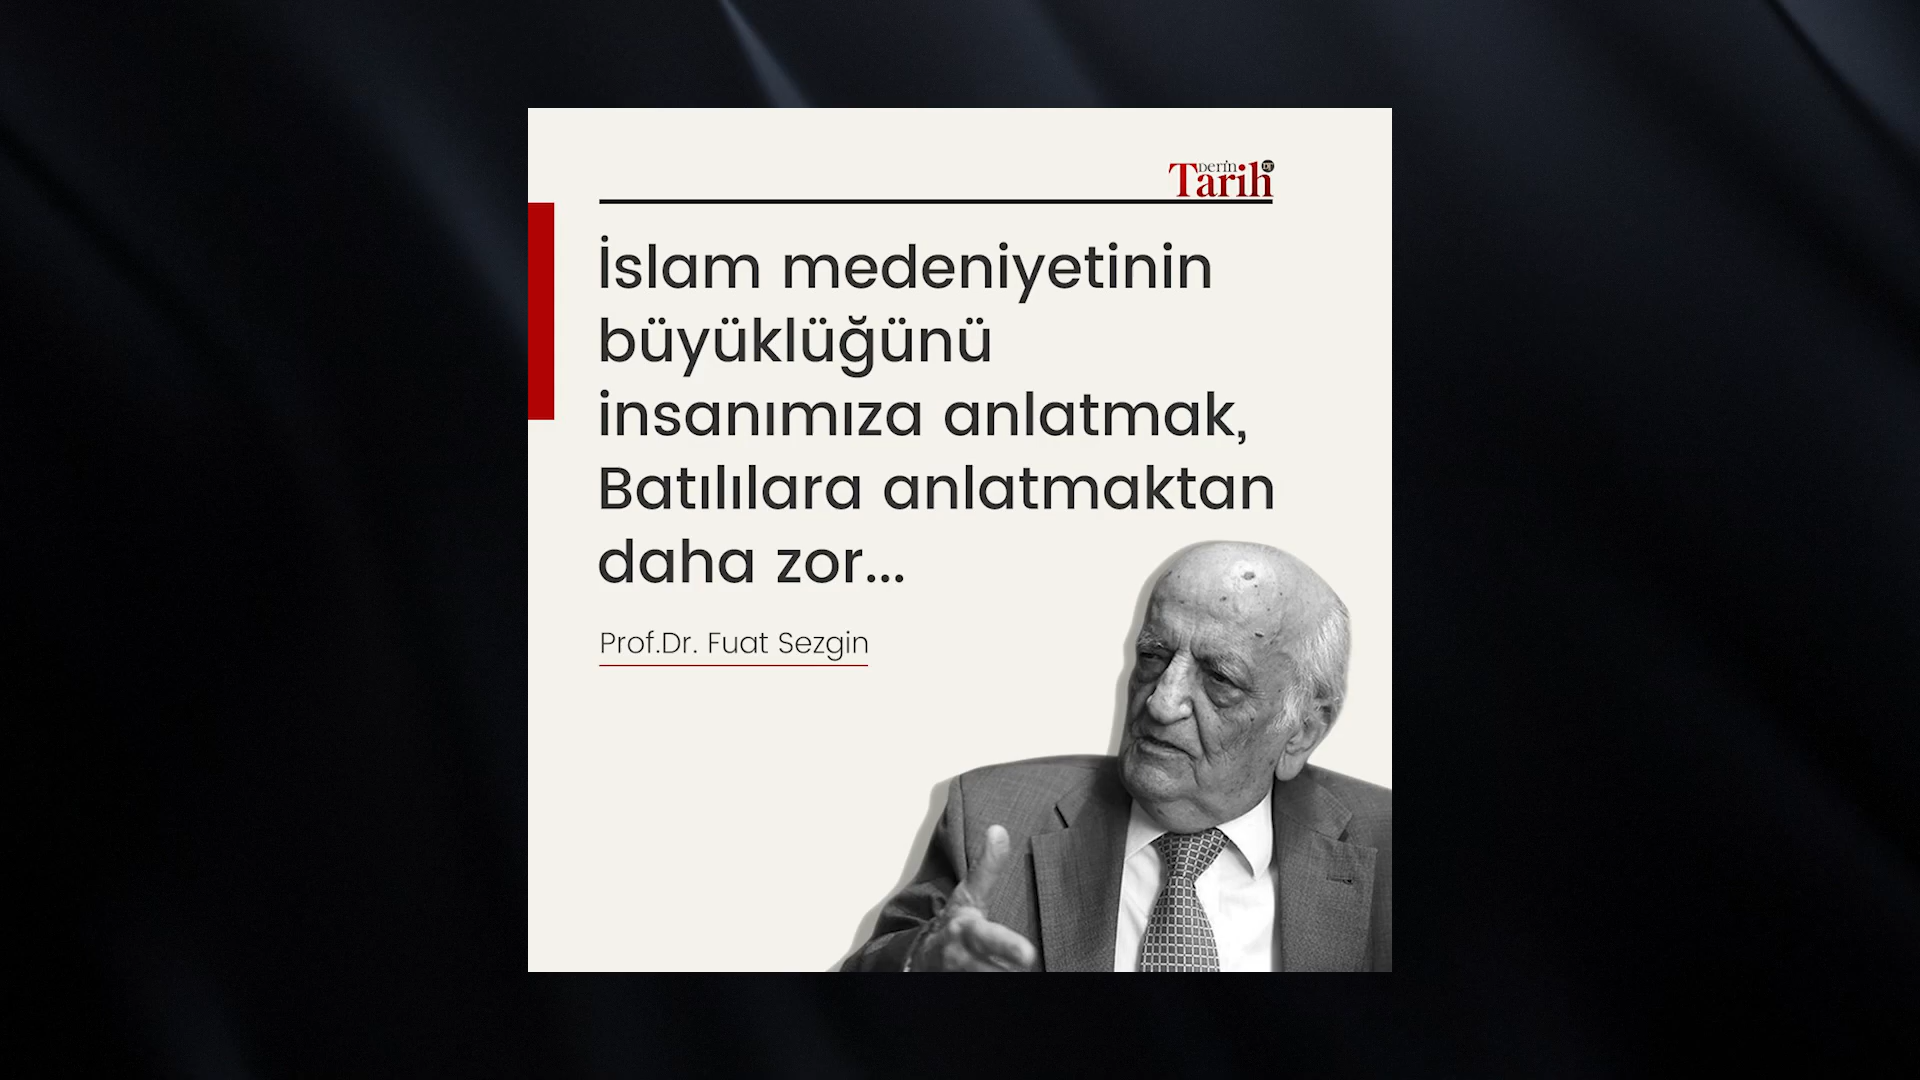 Derin
Tarih
İslam medeniyetinin
büyüklüğünü
insanımıza anlatmak,
Batılılara anlatmaktan
daha zor...
Prof.Dr. Fuat Sezgin